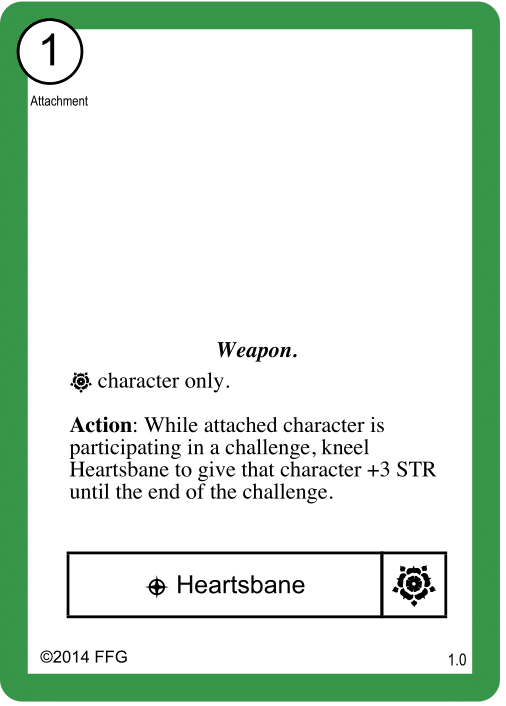 1
Attachment
Weapon.
character only.
Action: While attached character is
participating in a challenge, kneel
Heartsbane to give that character +3 STR
until the end of the challenge.
Heartsbane
©2014 FFG
1.0